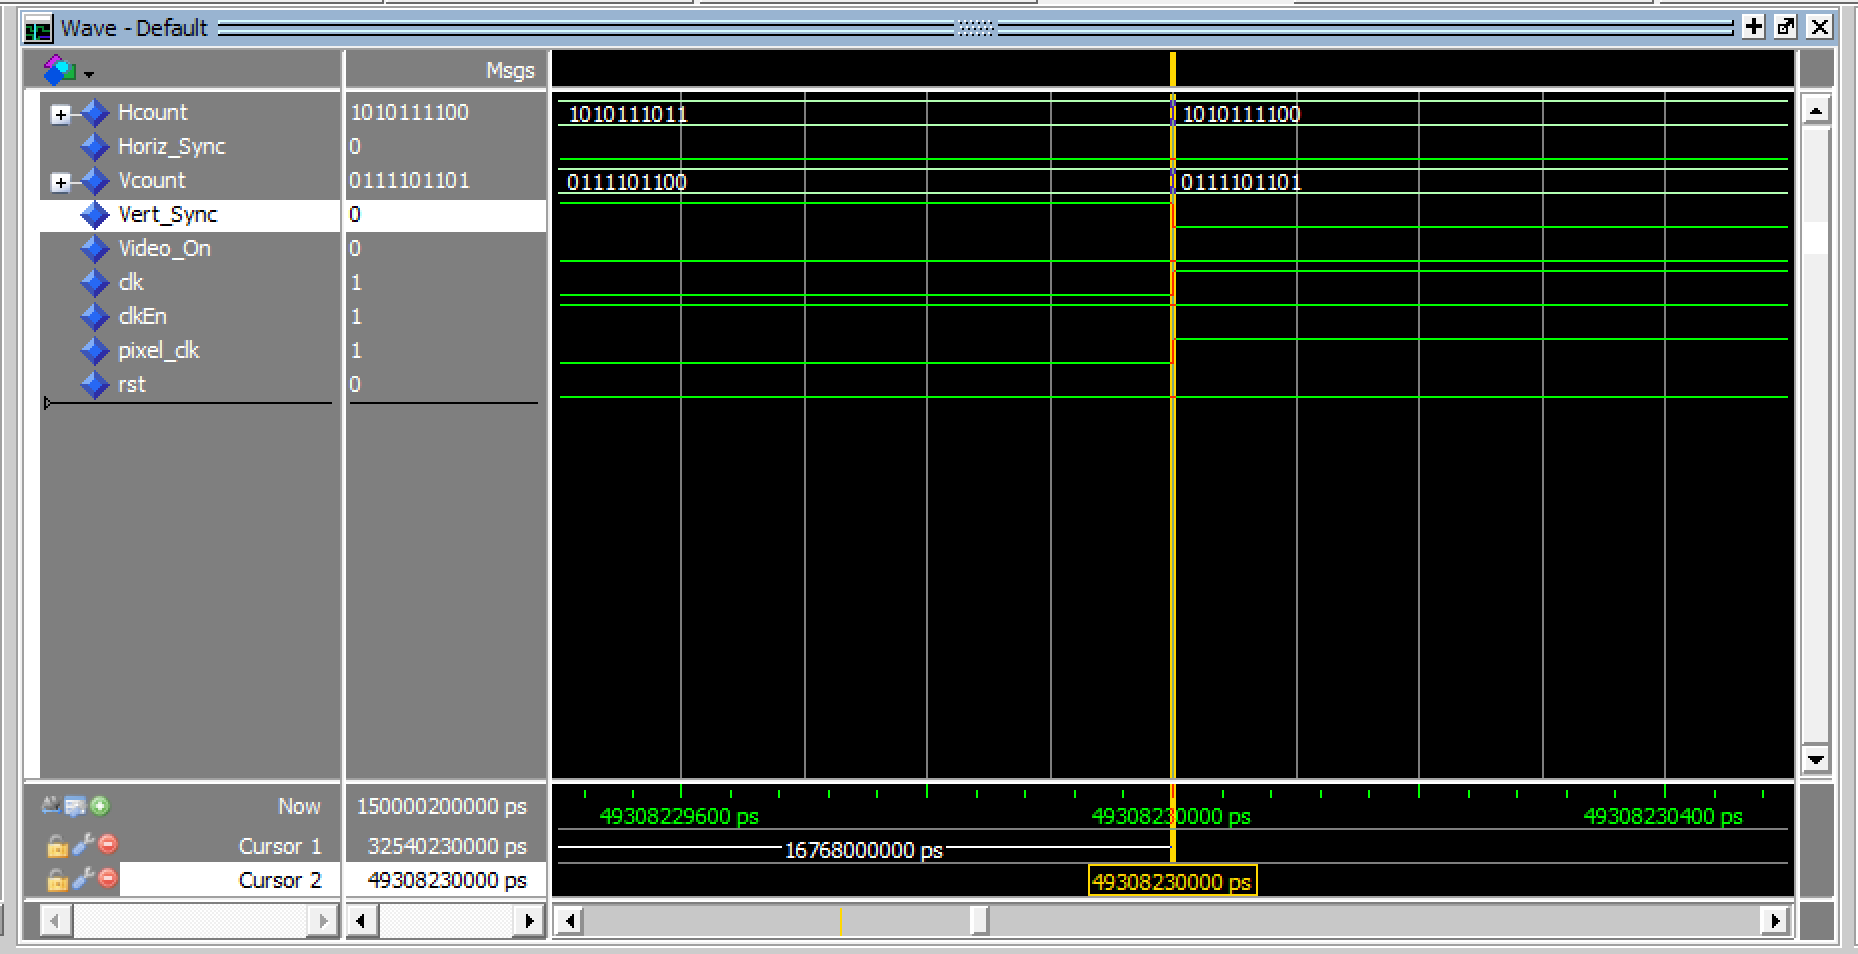 Wave - Default
Msgs
Hcount 1010111100 1010111011 1010111100
Horiz_Sync 0
Vcount 0111101101 0111101100 0111101101
Vert_Sync 0
Video_On 0
clk 1
clkEn 1
pixel_clk 1
rst 0
Now 150000200000 ps 49308229600 ps 49308230000 ps 49308230400 ps
Cursor 1 32540230000 ps 16768000000 ps
Cursor 2 49308230000 ps 49308230000 ps